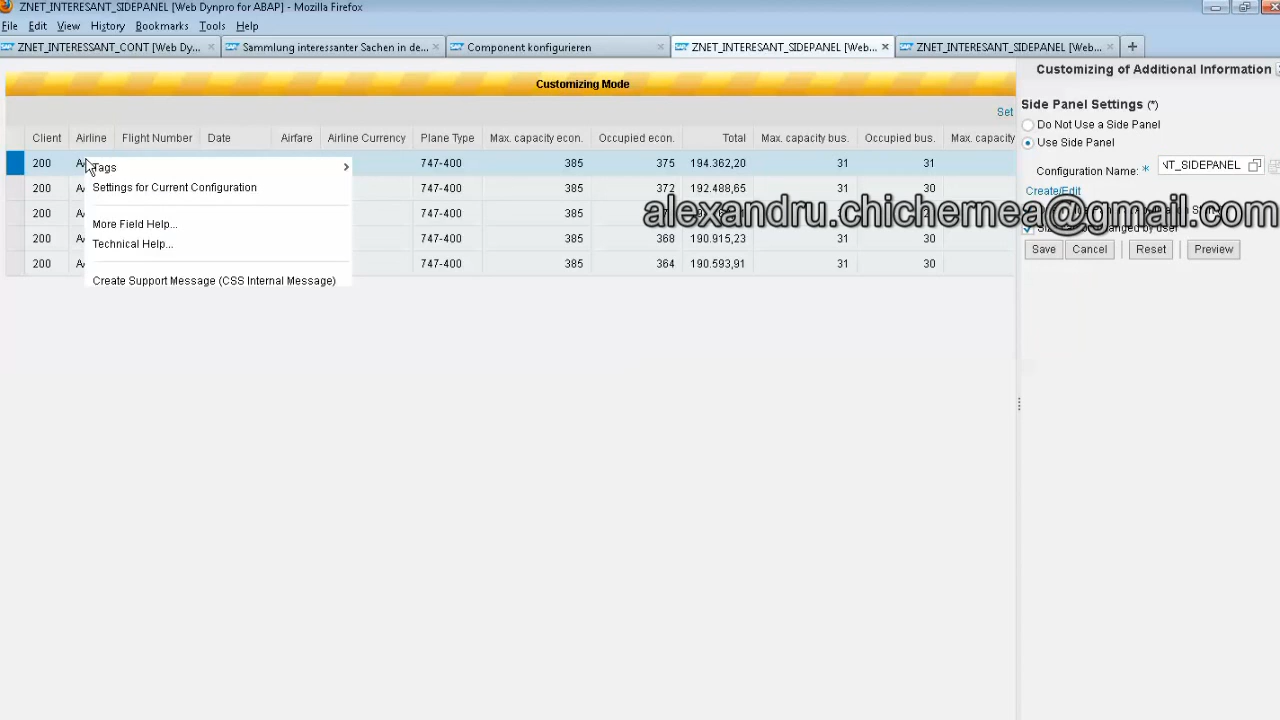 ZNET_INTERESANT_SIDEPANEL [Web Dynpro for ABAP] - Mozilla Firefox
File Edit View History Bookmarks Tools Help
ZNET_INTERESSANT_CONT [Web Dy... Sammlung interessanter Sachen in de... Component konfigurieren ZNET_INTERESANT_SIDEPANEL [Web... ZNET_INTERESANT_SIDEPANEL [Web...
Customizing Mode
Set
Client Airline Flight Number Date Airfare Airline Currency Plane Type Max. capacity econ. Occupied econ. Total Max. capacity bus. Occupied bus. Max. capacity
200 747-400 385 375 194.362,20 31 31
200 747-400 385 372 192.488,65 31 30
200 747-400 385
200 747-400 385 368 190.915,23 31 30
200 747-400 385 364 190.593,91 31 30
Tags
Settings for Current Configuration
More Field Help...
Technical Help...
Create Support Message (CSS Internal Message)
Customizing of Additional Information
Side Panel Settings (*)
Do Not Use a Side Panel
Use Side Panel
Configuration Name: * NT_SIDEPANEL
Create/Edit
alexandru.chichernea@gmail.com
Save Cancel Reset Preview